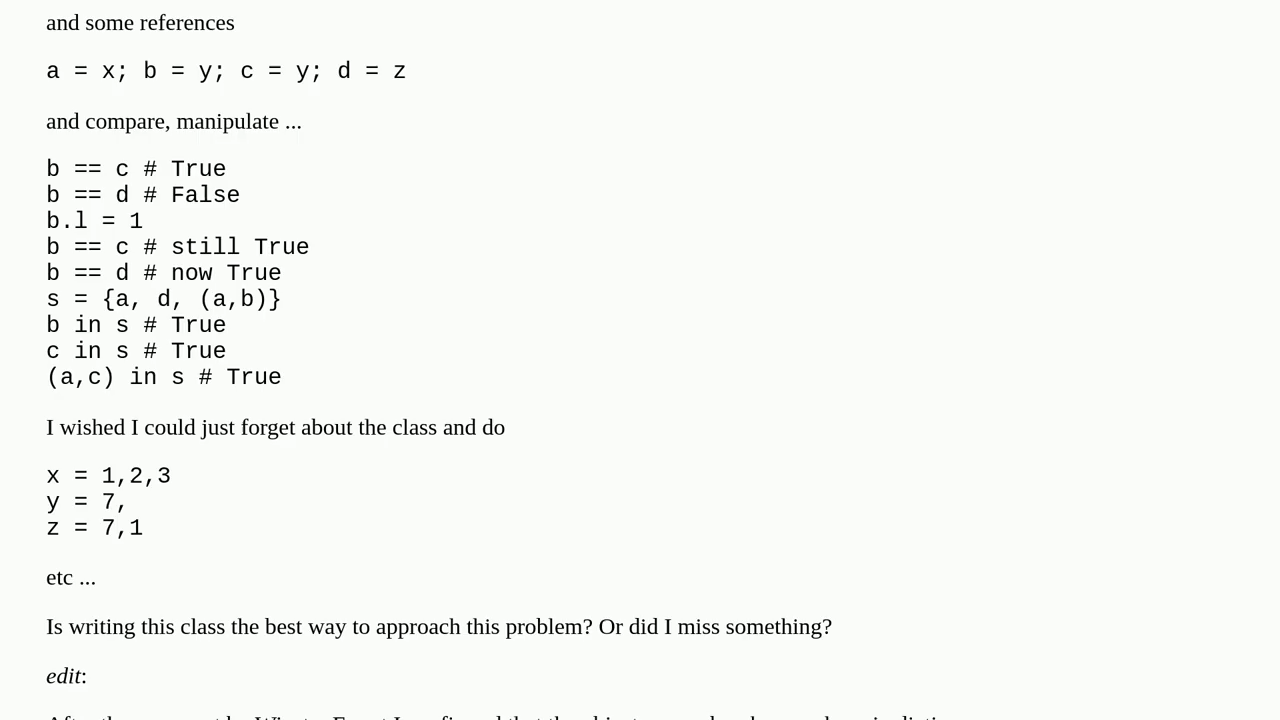 and some references
a = x; b = y; c = y; d = z
and compare, manipulate ...
b == c # True
b == d # False
b.l = 1
b == c # still True
b == d # now True
s = {a, d, (a,b)}
b in s # True
c in s # True
(a,c) in s # True
I wished I could just forget about the class and do
x = 1,2,3
y = 7,
z = 7,1
etc ...
Is writing this class the best way to approach this problem? Or did I miss something?
edit: